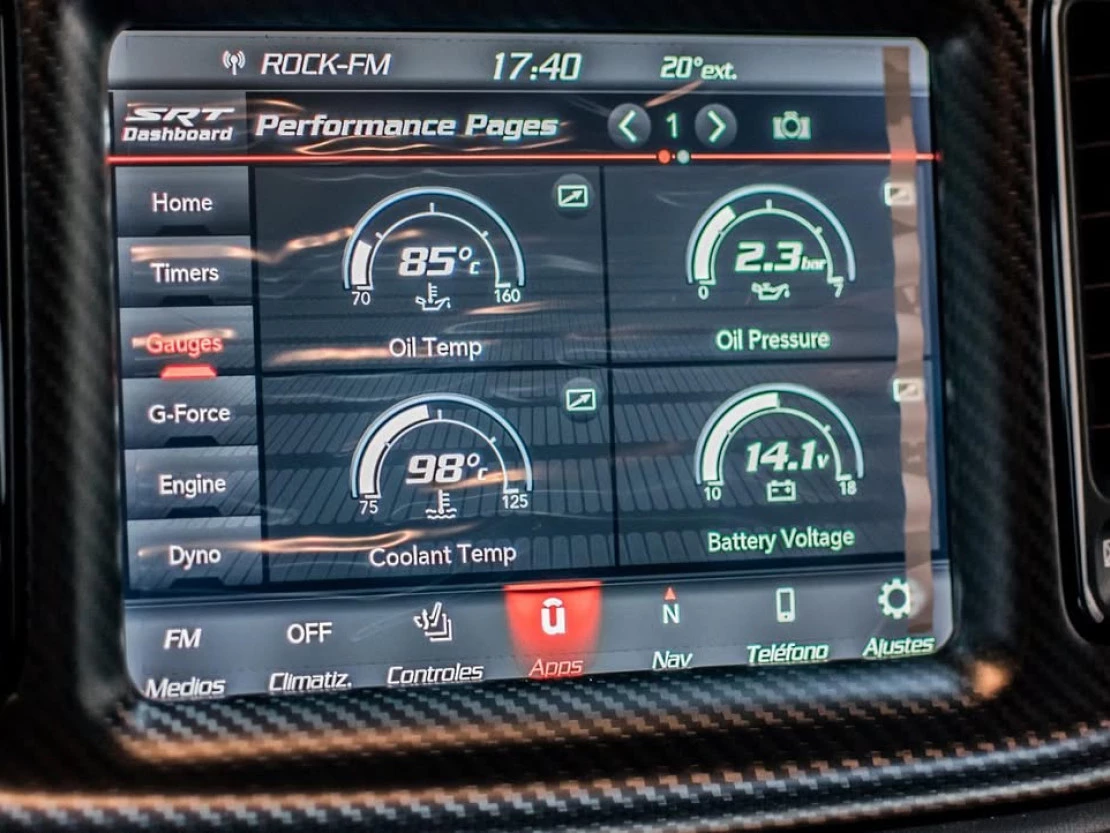 ROCK-FM 17:40 20°ext.
SRT Dashboard Performance Pages 1
Home
Timers
Gauges
G-Force
Engine
Dyno
85°c
70 160
Oil Temp
2.3bar
0 7
Oil Pressure
98°c
75 125
Coolant Temp
14.1v
10 18
Battery Voltage
FM OFF û N
Medios Climatiz. Controles Apps Nav Teléfono Ajustes